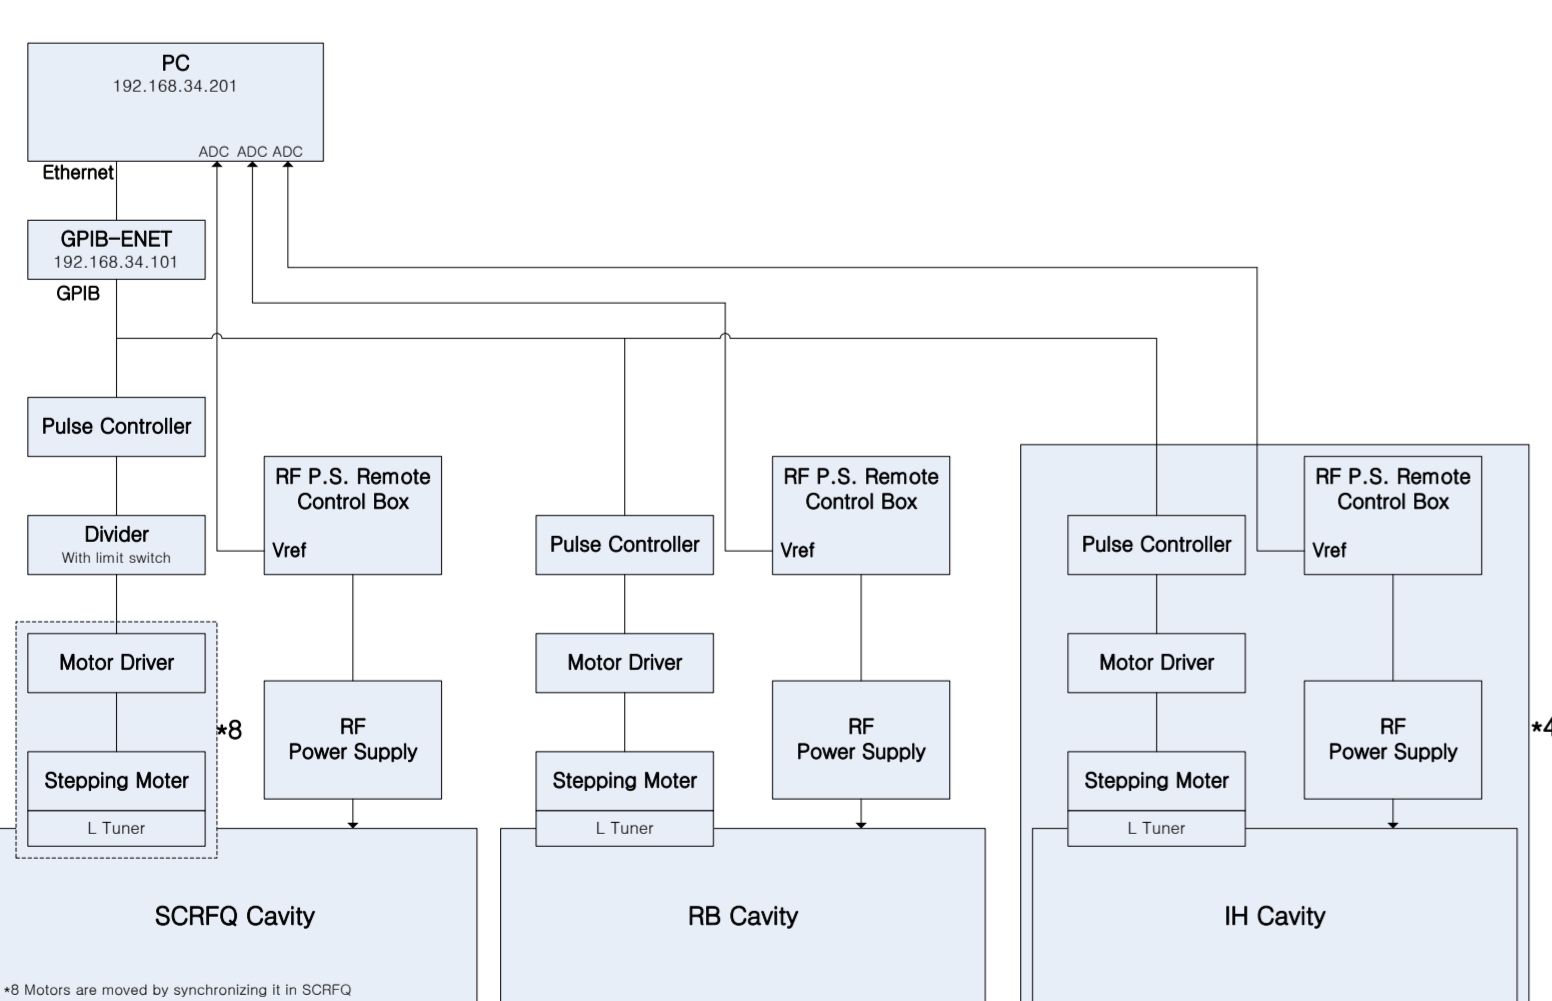 PC
192.168.34.201
ADC ADC ADC
Ethernet
GPIB-ENET
192.168.34.101
GPIB
Pulse Controller
RF P.S. Remote
Control Box
Vref
Divider
With limit switch
Motor Driver
*8
RF
Power Supply
Stepping Moter
L Tuner
SCRFQ Cavity
*8 Motors are moved by synchronizing it in SCRFQ
RF P.S. Remote
Control Box
Vref
Pulse Controller
Motor Driver
RF
Power Supply
Stepping Moter
L Tuner
RB Cavity
RF P.S. Remote
Control Box
Vref
Pulse Controller
Motor Driver
RF
Power Supply
*4
Stepping Moter
L Tuner
IH Cavity